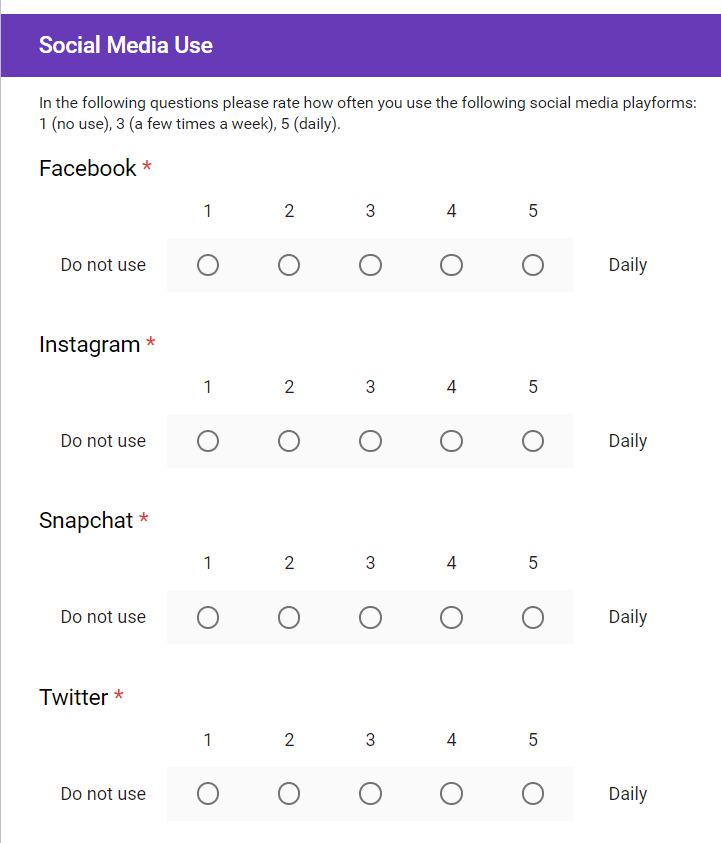 Social Media Use
In the following questions please rate how often you use the following social media playforms:
1 (no use), 3 (a few times a week), 5 (daily).
Facebook *
1 2 3 4 5
Do not use Daily
Instagram *
1 2 3 4 5
Do not use Daily
Snapchat *
1 2 3 4 5
Do not use Daily
Twitter *
1 2 3 4 5
Do not use Daily